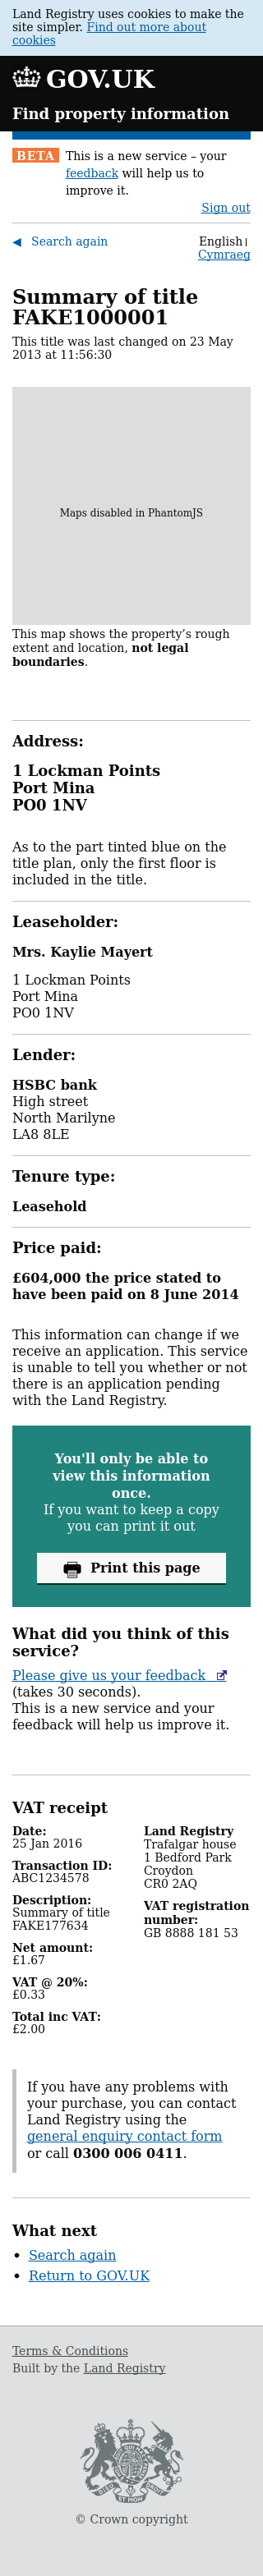 Land Registry uses cookies to make the
site simpler. Find out more about
cookies
GOV.UK
Find property information
BETA This is a new service – your
feedback will help us to
improve it.
Sign out
◀ Search again
English|
Cymraeg
Summary of title
FAKE1000001
This title was last changed on 23 May
2013 at 11:56:30
Maps disabled in PhantomJS
This map shows the property’s rough
extent and location, not legal
boundaries.
Address:
1 Lockman Points
Port Mina
PO0 1NV
As to the part tinted blue on the
title plan, only the first floor is
included in the title.
Leaseholder:
Mrs. Kaylie Mayert
1 Lockman Points
Port Mina
PO0 1NV
Lender:
HSBC bank
High street
North Marilyne
LA8 8LE
Tenure type:
Leasehold
Price paid:
£604,000 the price stated to
have been paid on 8 June 2014
This information can change if we
receive an application. This service
is unable to tell you whether or not
there is an application pending
with the Land Registry.
You'll only be able to
view this information
once.
If you want to keep a copy
you can print it out
Print this page
What did you think of this
service?
Please give us your feedback
(takes 30 seconds).
This is a new service and your
feedback will help us improve it.
VAT receipt
Date:
25 Jan 2016
Transaction ID:
ABC1234578
Description:
Summary of title
FAKE177634
Net amount:
£1.67
VAT @ 20%:
£0.33
Total inc VAT:
£2.00
Land Registry
Trafalgar house
1 Bedford Park
Croydon
CR0 2AQ
VAT registration
number:
GB 8888 181 53
If you have any problems with
your purchase, you can contact
Land Registry using the
general enquiry contact form
or call 0300 006 0411.
What next
• Search again
• Return to GOV.UK
Terms & Conditions
Built by the Land Registry
© Crown copyright